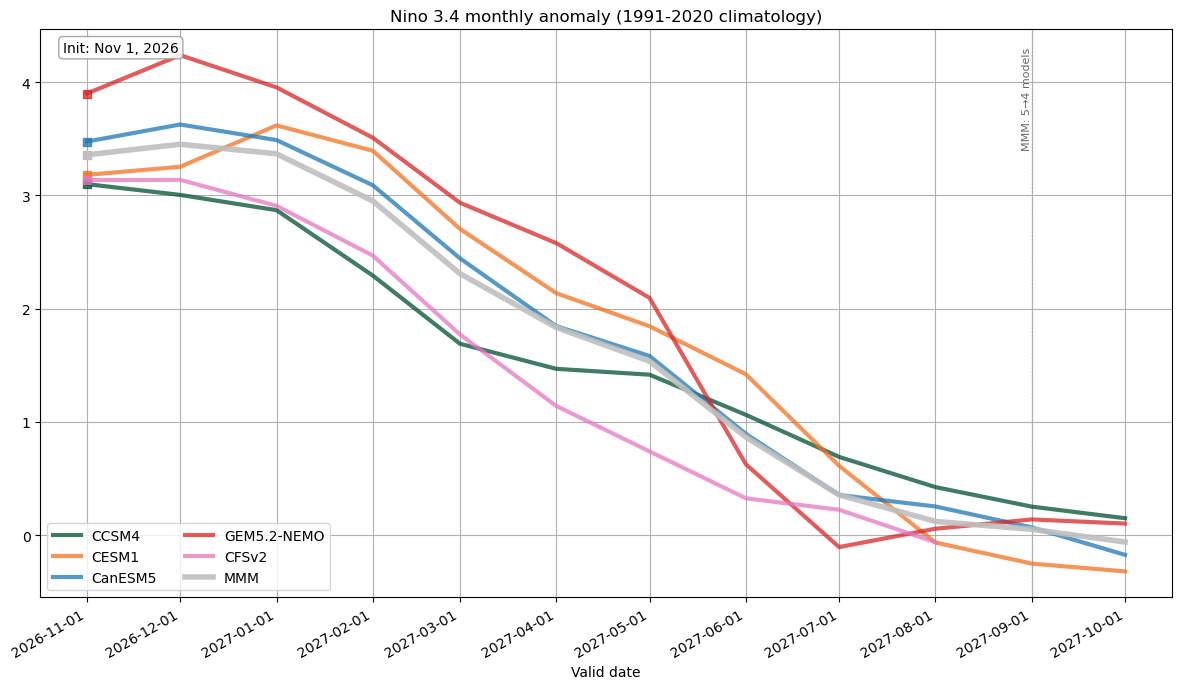 Nino 3.4 monthly anomaly (1991-2020 climatology)
Init: Nov 1, 2026
MMM: 5→4 models
4
3
2
1
0
CCSM4
CESM1
CanESM5
GEM5.2-NEMO
CFSv2
MMM
2026-11-01
2026-12-01
2027-01-01
2027-02-01
2027-03-01
2027-04-01
2027-05-01
2027-06-01
2027-07-01
2027-08-01
2027-09-01
2027-10-01
Valid date